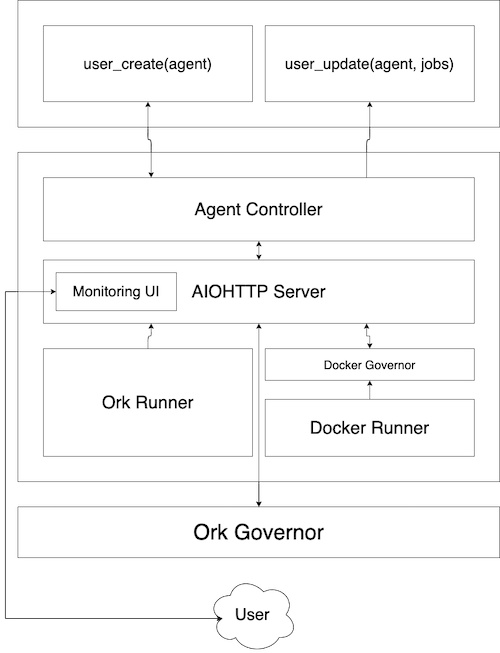 user_create(agent)
user_update(agent, jobs)
Agent Controller
Monitoring UI
AIOHTTP Server
Ork Runner
Docker Governor
Docker Runner
Ork Governor
User